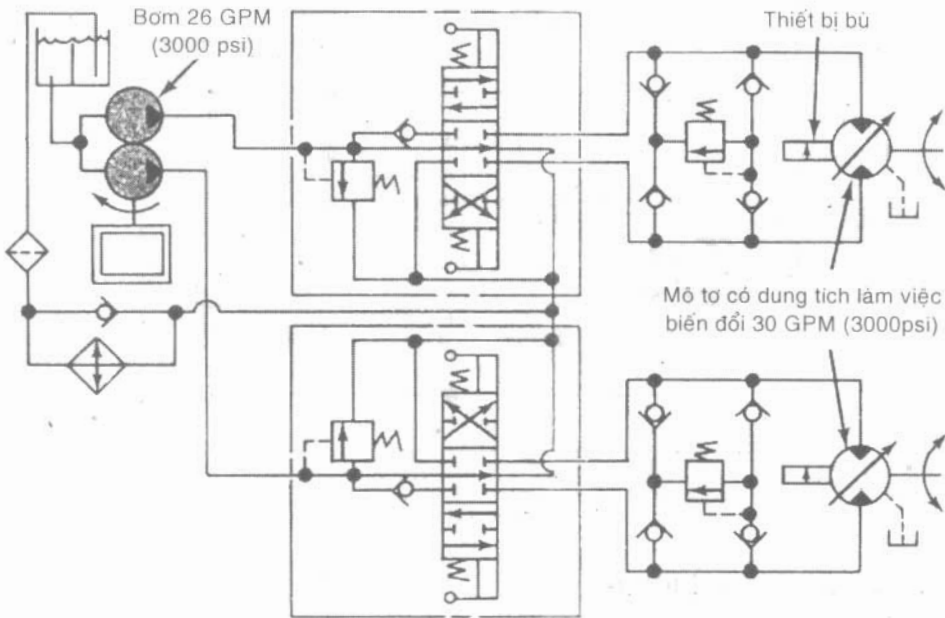 Bơm 26 GPM
(3000 psi)
Thiết bị bù
Mô tơ có dung tích làm việc
biến đổi 30 GPM (3000psi)